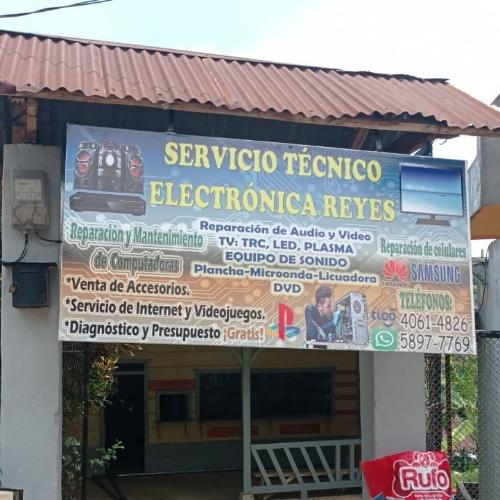 SERVICIO TÉCNICO
ELECTRÓNICA REYES
Reparación y Mantenimiento
de Computadoras
*Venta de Accesorios.
*Servicio de Internet y Videojuegos.
*Diagnóstico y Presupuesto ¡Gratis!
Reparación de Audio y Video
TV: TRC, LED, PLASMA
EQUIPO DE SONIDO
Plancha-Microonda-Licuadora
DVD
Reparación de celulares
HUAWEI SAMSUNG
TELÉFONOS:
tigo 4061-4826
5897-7769
Rufo